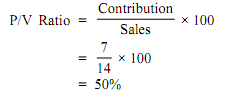 P/V Ratio = Contribution / Sales × 100
= 7 / 14 × 100
= 50%